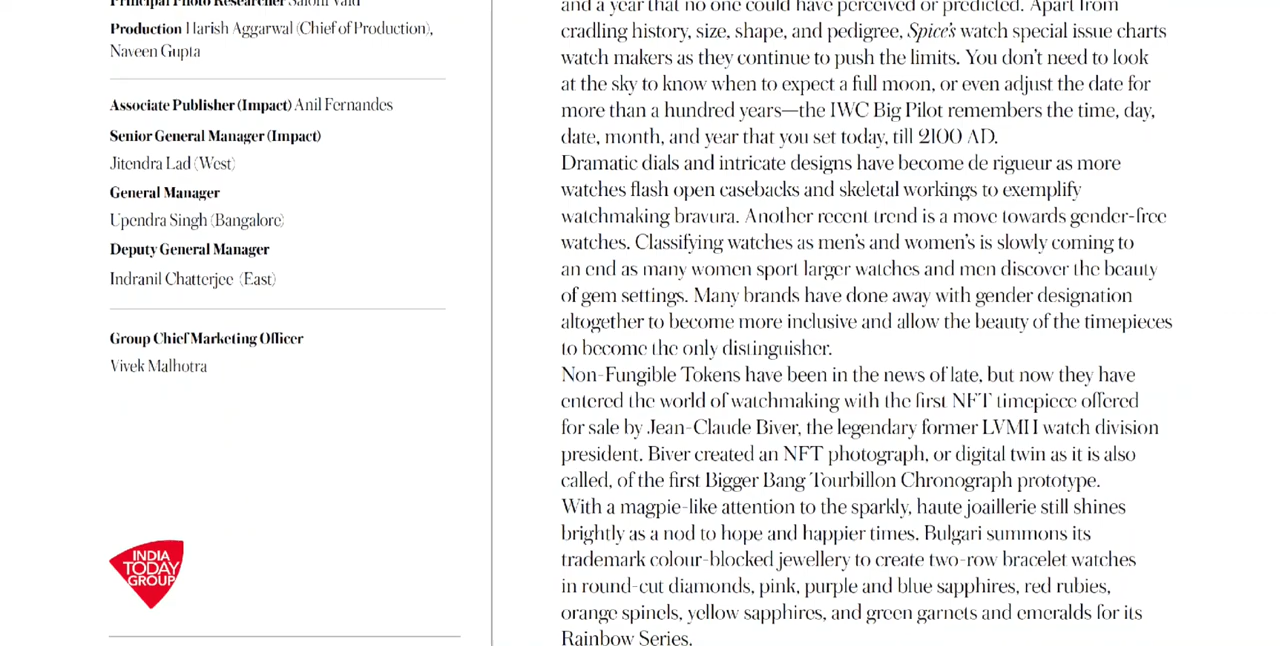 Principal Photo Researcher Saloni Vaid
Production Harish Aggarwal (Chief of Production),
Naveen Gupta
Associate Publisher (Impact) Anil Fernandes
Senior General Manager (Impact)
Jitendra Lad (West)
General Manager
Upendra Singh (Bangalore)
Deputy General Manager
Indranil Chatterjee (East)
Group Chief Marketing Officer
Vivek Malhotra
INDIA
TODAY
GROUP
and a year that no one could have perceived or predicted. Apart from
cradling history, size, shape, and pedigree, Spice's watch special issue charts
watch makers as they continue to push the limits. You don't need to look
at the sky to know when to expect a full moon, or even adjust the date for
more than a hundred years—the IWC Big Pilot remembers the time, day,
date, month, and year that you set today, till 2100 AD.
Dramatic dials and intricate designs have become de rigueur as more
watches flash open casebacks and skeletal workings to exemplify
watchmaking bravura. Another recent trend is a move towards gender-free
watches. Classifying watches as men's and women's is slowly coming to
an end as many women sport larger watches and men discover the beauty
of gem settings. Many brands have done away with gender designation
altogether to become more inclusive and allow the beauty of the timepieces
to become the only distinguisher.
Non-Fungible Tokens have been in the news of late, but now they have
entered the world of watchmaking with the first NFT timepiece offered
for sale by Jean-Claude Biver, the legendary former LVMH watch division
president. Biver created an NFT photograph, or digital twin as it is also
called, of the first Bigger Bang Tourbillon Chronograph prototype.
With a magpie-like attention to the sparkly, haute joaillerie still shines
brightly as a nod to hope and happier times. Bulgari summons its
trademark colour-blocked jewellery to create two-row bracelet watches
in round-cut diamonds, pink, purple and blue sapphires, red rubies,
orange spinels, yellow sapphires, and green garnets and emeralds for its
Rainbow Series.